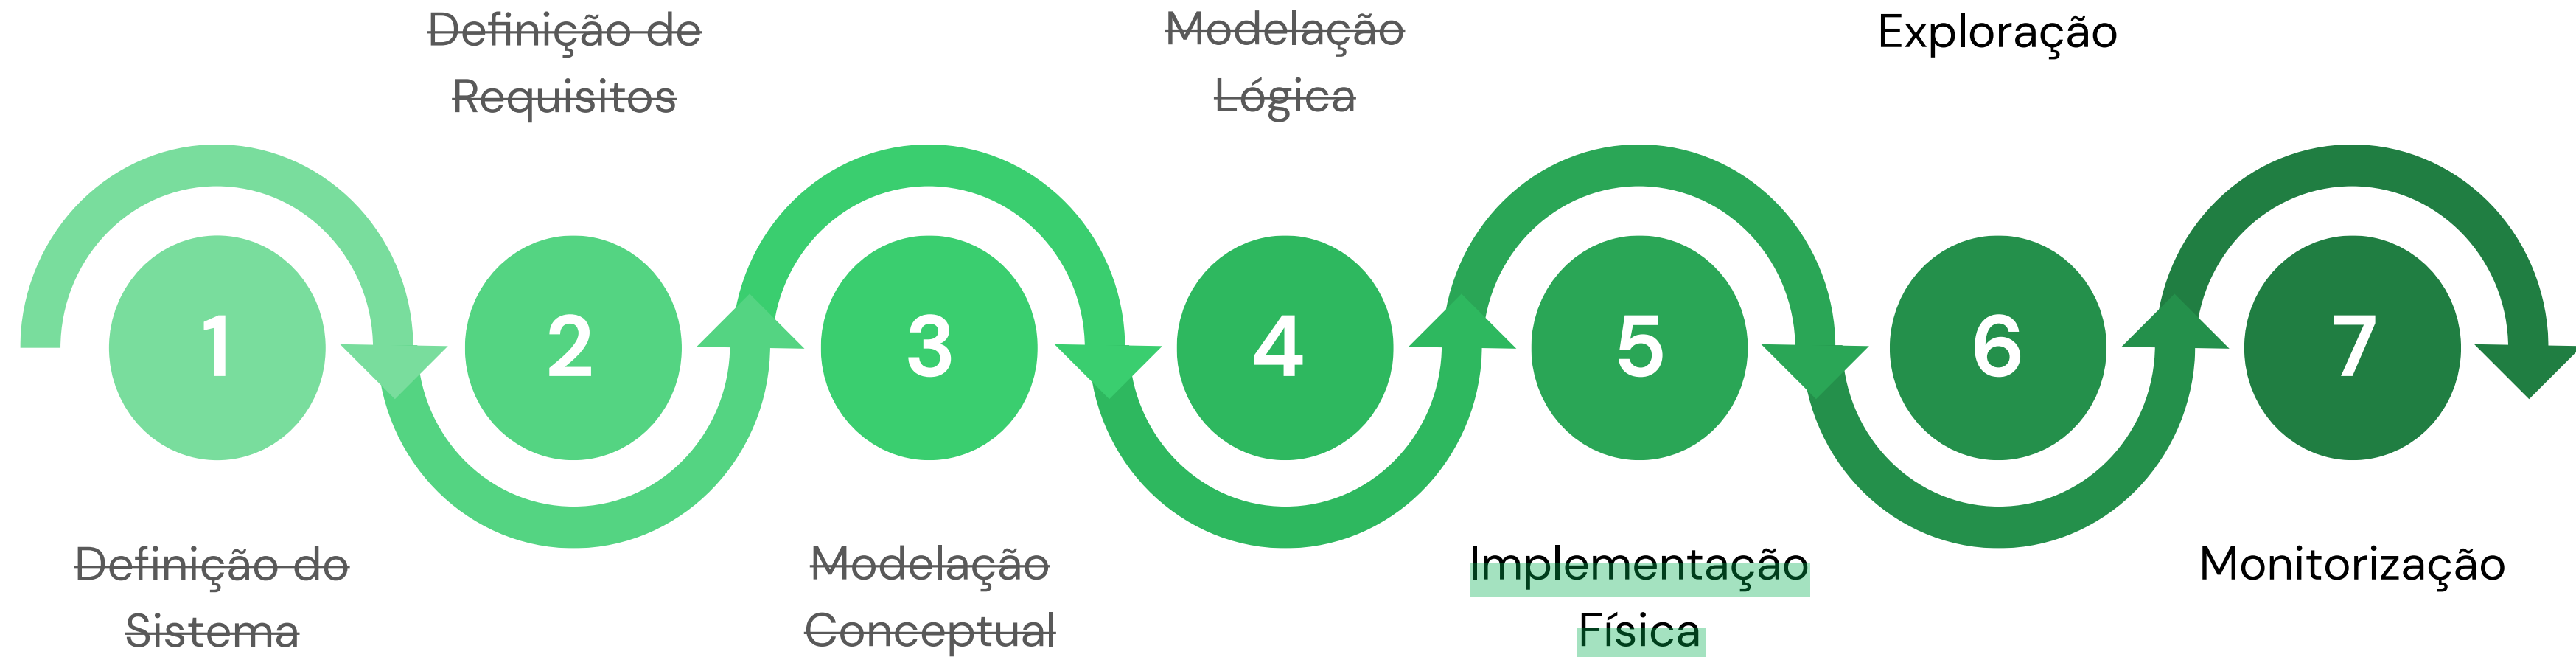 Definição de
Requisitos
Modelação
Lógica
Exploração
1
2
3
4
5
6
7
Definição do
Sistema
Modelação
Conceptual
Implementação
Física
Monitorização